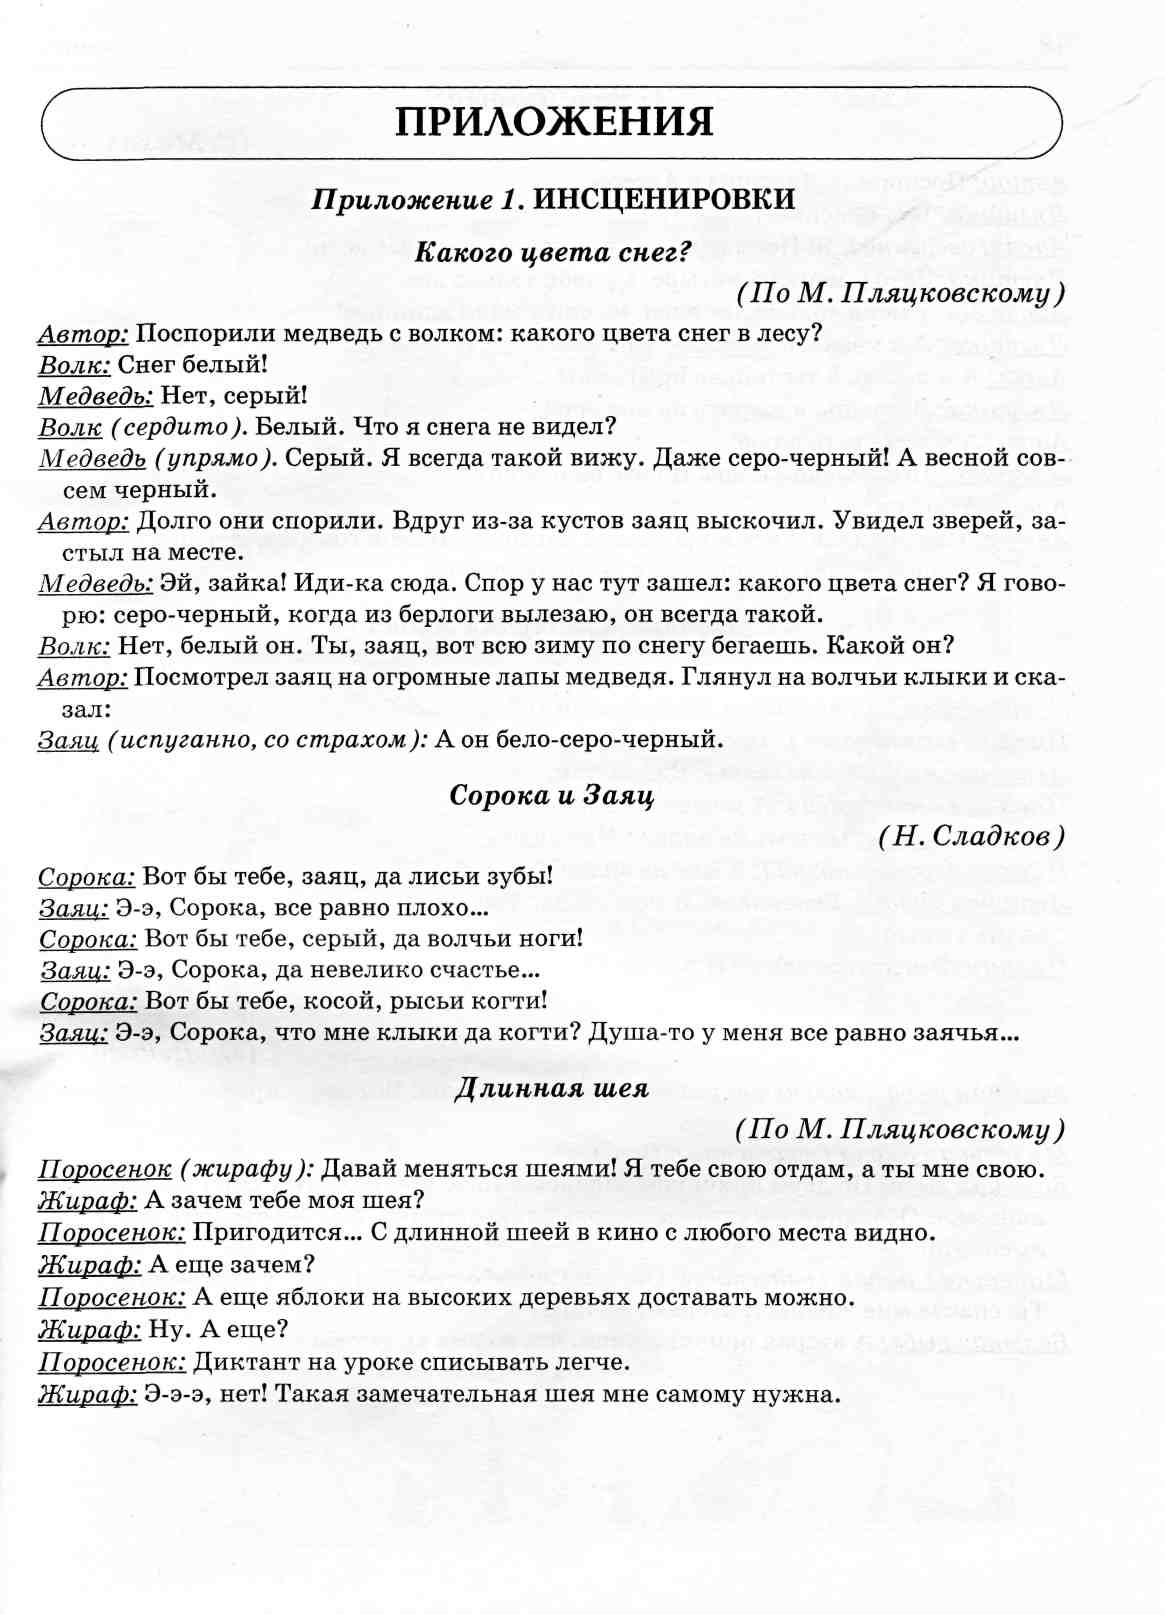 ПРИЛОЖЕНИЯ
Приложение 1. ИНСЦЕНИРОВКИ
Какого цвета снег?
(По М. Пляцковскому)
Автор: Поспорили медведь с волком: какого цвета снег в лесу?
Волк: Снег белый!
Медведь: Нет, серый!
Волк (сердито). Белый. Что я снега не видел?
Медведь (упрямо). Серый. Я всегда такой вижу. Даже серо-черный! А весной сов-
сем черный.
Автор: Долго они спорили. Вдруг из-за кустов заяц выскочил. Увидел зверей, за-
стыл на месте.
Медведь: Эй, зайка! Иди-ка сюда. Спор у нас тут зашел: какого цвета снег? Я гово-
рю: серо-черный, когда из берлоги вылезаю, он всегда такой.
Волк: Нет, белый он. Ты, заяц, вот всю зиму по снегу бегаешь. Какой он?
Автор: Посмотрел заяц на огромные лапы медведя. Глянул на волчьи клыки и ска-
зал:
Заяц (испуганно, со страхом): А он бело-серо-черный.
Сорока и Заяц
(Н. Сладков)
Сорока: Вот бы тебе, заяц, да лисьи зубы!
Заяц: Э-э, Сорока, все равно плохо...
Сорока: Вот бы тебе, серый, да волчьи ноги!
Заяц: Э-э, Сорока, да невелико счастье...
Сорока: Вот бы тебе, косой, рысьи когти!
Заяц: Э-э, Сорока, что мне клыки да когти? Душа-то у меня все равно заячья...
Длинная шея
(По М. Пляцковскому)
Поросенок (жирафу): Давай меняться шеями! Я тебе свою отдам, а ты мне свою.
Жираф: А зачем тебе моя шея?
Поросенок: Пригодится... С длинной шеей в кино с любого места видно.
Жираф: А еще зачем?
Поросенок: А еще яблоки на высоких деревьях доставать можно.
Жираф: Ну. А еще?
Поросенок: Диктант на уроке списывать легче.
Жираф: Э-э-э, нет! Такая замечательная шея мне самому нужна.